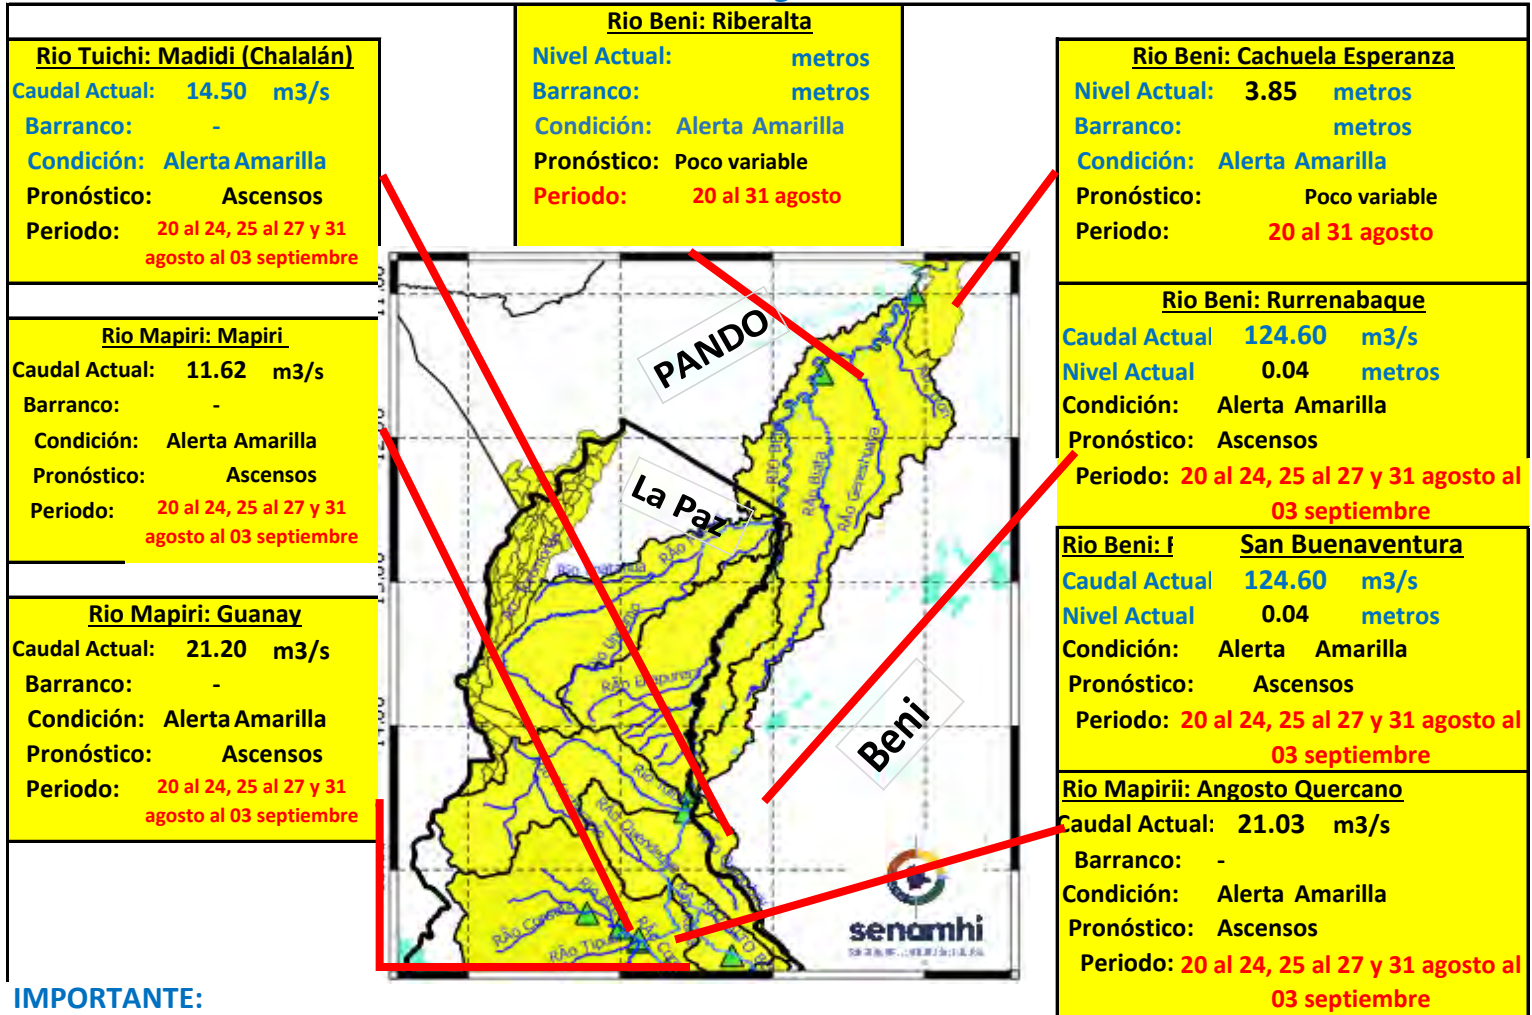 Rio Tuichi: Madidi (Chalalán)
Caudal Actual: 14.50 m3/s
Barranco: -
Condición: Alerta Amarilla
Pronóstico: Ascensos
Periodo: 20 al 24, 25 al 27 y 31
agosto al 03 septiembre
Rio Mapiri: Mapiri
Caudal Actual: 11.62 m3/s
Barranco: -
Condición: Alerta Amarilla
Pronóstico: Ascensos
Periodo: 20 al 24, 25 al 27 y 31
agosto al 03 septiembre
Rio Mapiri: Guanay
Caudal Actual: 21.20 m3/s
Barranco: -
Condición: Alerta Amarilla
Pronóstico: Ascensos
Periodo: 20 al 24, 25 al 27 y 31
agosto al 03 septiembre
Rio Beni: Riberalta
Nivel Actual: metros
Barranco: metros
Condición: Alerta Amarilla
Pronóstico: Poco variable
Periodo: 20 al 31 agosto
PANDO
La Paz
Beni
RÃo Biata
RÃo Geneshuaya
senamhi
Rio Beni: Cachuela Esperanza
Nivel Actual: 3.85 metros
Barranco: metros
Condición: Alerta Amarilla
Pronóstico: Poco variable
Periodo: 20 al 31 agosto
Rio Beni: Rurrenabaque
Caudal Actual 124.60 m3/s
Nivel Actual 0.04 metros
Condición: Alerta Amarilla
Pronóstico: Ascensos
Periodo: 20 al 24, 25 al 27 y 31 agosto al
03 septiembre
Rio Beni: San Buenaventura
Caudal Actual 124.60 m3/s
Nivel Actual 0.04 metros
Condición: Alerta Amarilla
Pronóstico: Ascensos
Periodo: 20 al 24, 25 al 27 y 31 agosto al
03 septiembre
Rio Mapirii: Angosto Quercano
Caudal Actual: 21.03 m3/s
Barranco: -
Condición: Alerta Amarilla
Pronóstico: Ascensos
Periodo: 20 al 24, 25 al 27 y 31 agosto al
03 septiembre
IMPORTANTE: